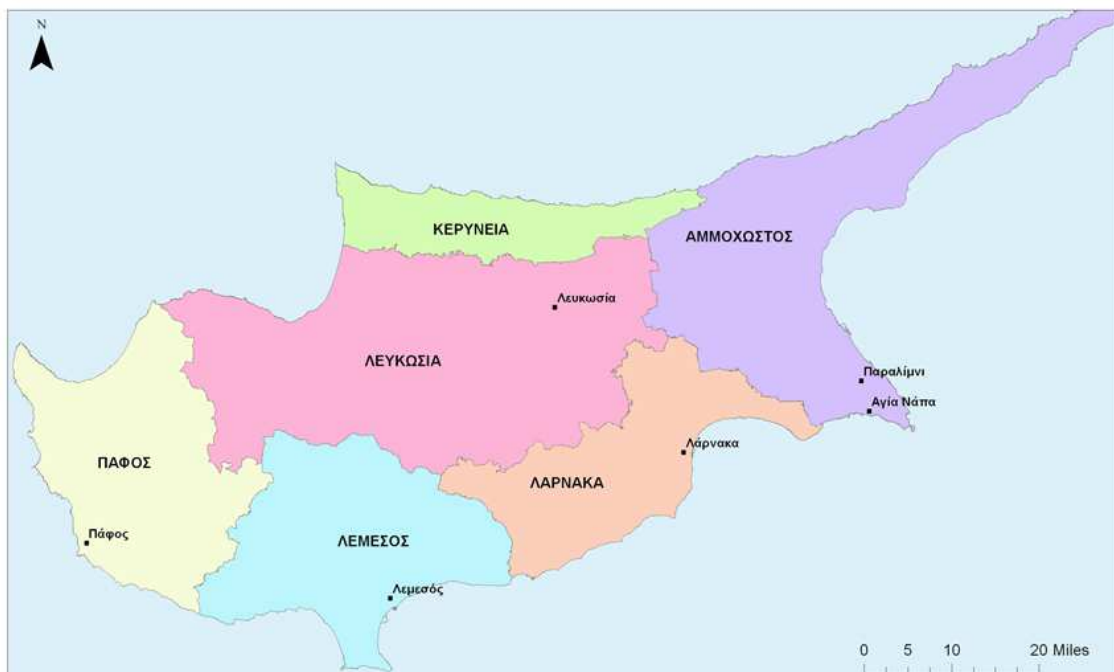 N
ΚΕΡΥΝΕΙΑ
ΑΜΜΟΧΩΣΤΟΣ
Λευκωσία
ΛΕΥΚΩΣΙΑ
Παραλίμνι
Αγία Νάπα
Λάρνακα
ΠΑΦΟΣ
ΛΑΡΝΑΚΑ
Πάφος
ΛΕΜΕΣΟΣ
Λεμεσός
0 5 10 20 Miles